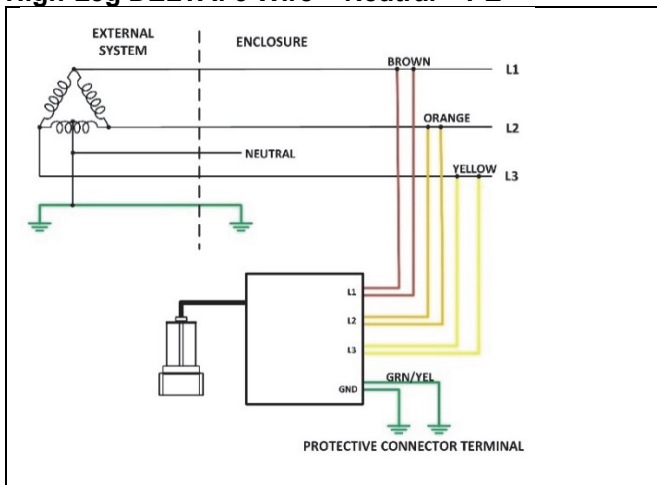 EXTERNAL
SYSTEM
ENCLOSURE
BROWN
L1
ORANGE
L2
NEUTRAL
YELLOW
L3
L1
L2
L3
GND
GRN/YEL
PROTECTIVE CONNECTOR TERMINAL